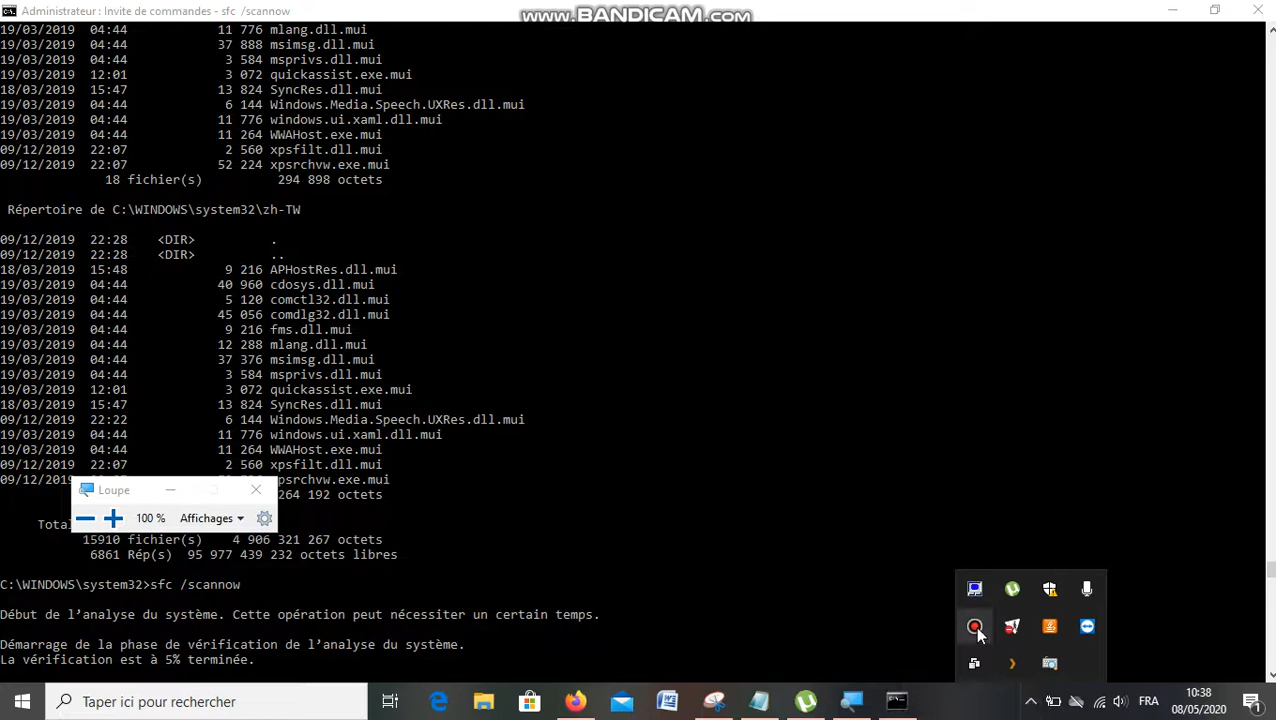 Administrateur : Invite de commandes - sfc /scannow
www.BANDICAM.com
19/03/2019 04:44 11 776 mlang.dll.mui
19/03/2019 04:44 37 888 msimsg.dll.mui
19/03/2019 04:44 3 584 msprivs.dll.mui
19/03/2019 12:01 3 072 quickassist.exe.mui
18/03/2019 15:47 13 824 SyncRes.dll.mui
19/03/2019 04:44 6 144 Windows.Media.Speech.UXRes.dll.mui
19/03/2019 04:44 11 776 windows.ui.xaml.dll.mui
19/03/2019 04:44 11 264 WWAHost.exe.mui
09/12/2019 22:07 2 560 xpsfilt.dll.mui
09/12/2019 22:07 52 224 xpsrchvw.exe.mui
18 fichier(s) 294 898 octets
Répertoire de C:\WINDOWS\system32\zh-TW
09/12/2019 22:28 <DIR> .
09/12/2019 22:28 <DIR> ..
18/03/2019 15:48 9 216 APHostRes.dll.mui
19/03/2019 04:44 40 960 cdosys.dll.mui
19/03/2019 04:44 5 120 comctl32.dll.mui
19/03/2019 04:44 45 056 comdlg32.dll.mui
19/03/2019 04:44 9 216 fms.dll.mui
19/03/2019 04:44 12 288 mlang.dll.mui
19/03/2019 04:44 37 376 msimsg.dll.mui
19/03/2019 04:44 3 584 msprivs.dll.mui
19/03/2019 12:01 3 072 quickassist.exe.mui
18/03/2019 15:47 13 824 SyncRes.dll.mui
09/12/2019 22:22 6 144 Windows.Media.Speech.UXRes.dll.mui
19/03/2019 04:44 11 776 windows.ui.xaml.dll.mui
19/03/2019 04:44 11 264 WWAHost.exe.mui
09/12/2019 22:07 2 560 xpsfilt.dll.mui
09/12/2019 psrchvw.exe.mui
Loupe
264 192 octets
100 % Affichages
Tota
15910 fichier(s) 4 906 321 267 octets
6861 Rép(s) 95 977 439 232 octets libres
C:\WINDOWS\system32>sfc /scannow
Début de l'analyse du système. Cette opération peut nécessiter un certain temps.
Démarrage de la phase de vérification de l'analyse du système.
La vérification est à 5% terminée.
Taper ici pour rechercher
FRA
10:38
08/05/2020
1